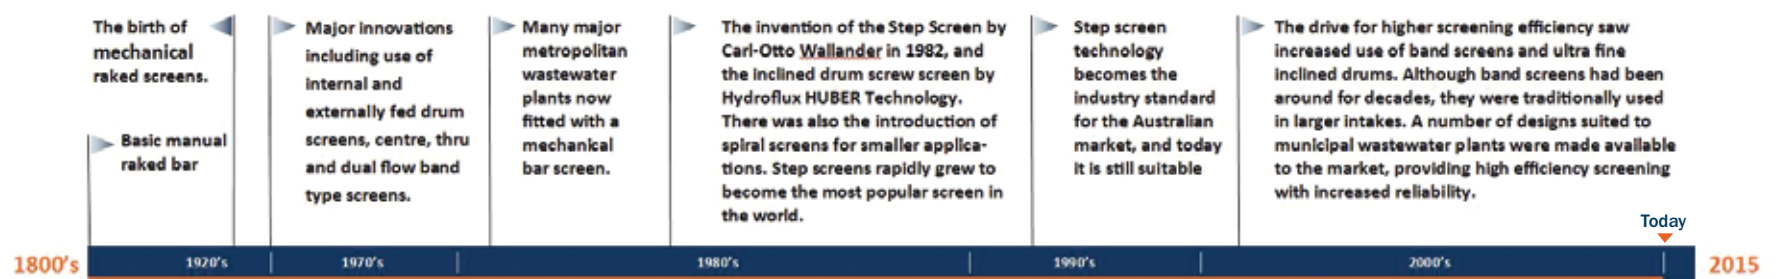 The birth of
mechanical
raked screens.
Basic manual
raked bar
Major innovations
including use of
internal and
externally fed drum
screens, centre, thru
and dual flow band
type screens.
Many major
metropolitan
wastewater
plants now
fitted with a
mechankal
bar screen.
The invention of the Step Screen by
Carl-Otto Wallander in 1982, and
the inclined drum screw screen by
Hydroflux HUBER Technology.
There was also the introduction of
spiral screens for smaller applica-
tions. Step screens rapidly grew to
become the most popular screen in
the world.
Step screen
technology
becomes the
industry standard
for the Australian
market, and today
it is still suitable
The drive for higher screening efficiency saw
increased use of band screens and ultra fine
inclined drums. Although band screens had been
around for decades, they were traditionally used
in larger intakes. A number of designs suited to
municipal wastewater plants were made available
to the market, providing high efficiency screening
with increased reliability.
Today
1800's
1920's
1970's
1980's
1990's
2000's
2015